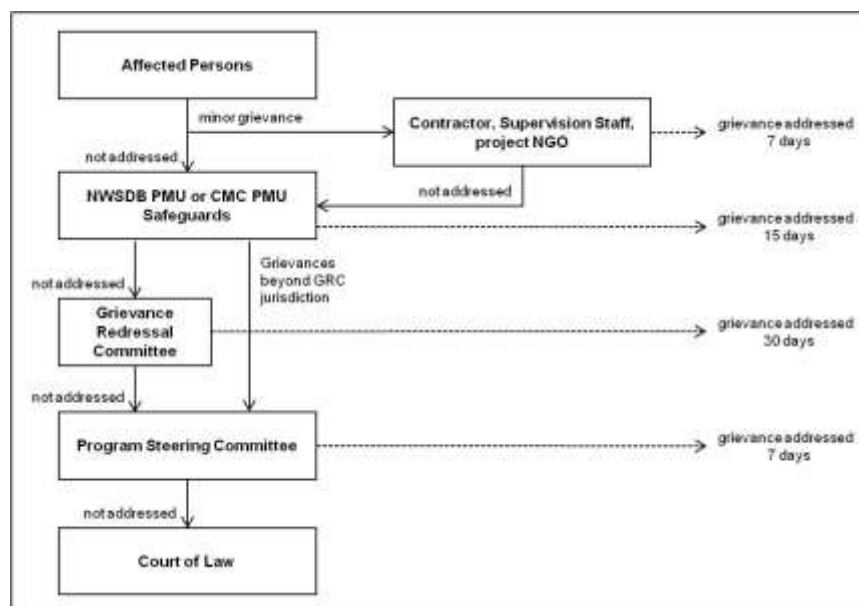 Affected Persons
minor grievance
Contractor, Supervision Staff,
project NGO
grievance addressed
7 days
not addressed
not addressed
NWSDB PMU or CMC PMU
Safeguards
grievance addressed
15 days
Grievances
beyond GRC
jurisdiction
not addressed
Grievance
Redressal
Committee
grievance addressed
30 days
not addressed
Program Steering Committee
grievance addressed
7 days
not addressed
Court of Law